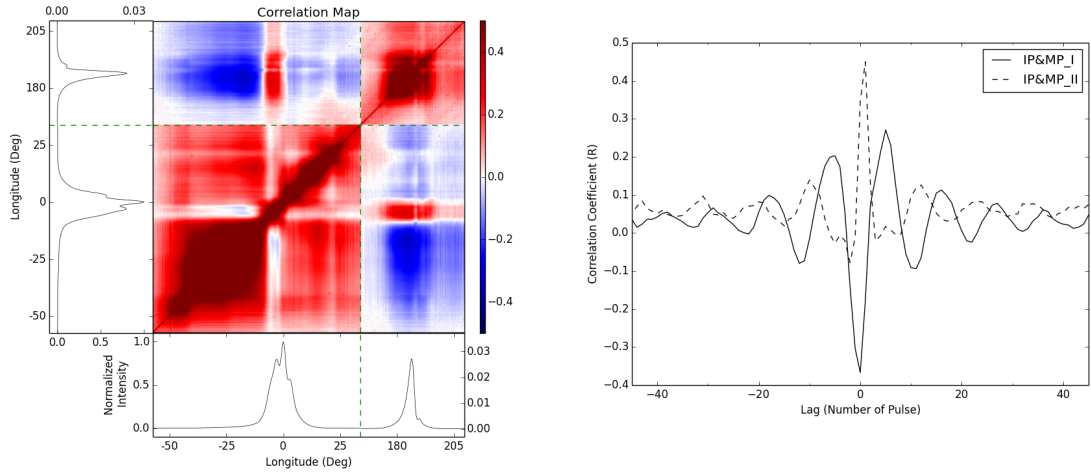 Correlation Map
0.00 0.03
205
180
25
0
-25
-50
Longitude (Deg)
0.0 0.5
0.4
0.2
0.0
−0.2
−0.4
1.0
0.5
0.0
Normalized
Intensity
0.03
0.02
0.01
0.00
-50 -25 0 25 180 205
Longitude (Deg)
0.5
0.4
0.3
0.2
0.1
0.0
−0.1
−0.2
−0.3
−0.4
Correlation Coefficient (R)
IP&MP_I
IP&MP_II
−40 −20 0 20 40
Lag (Number of Pulse)